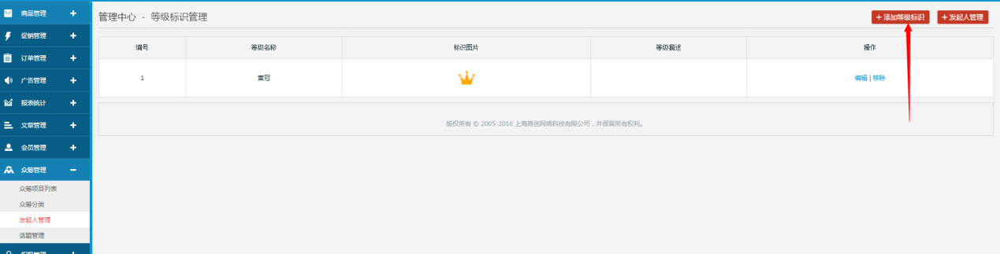 商品管理 +
促销管理 +
订单管理 +
广告管理 +
报表统计 +
文章管理 +
会员管理 +
众筹管理 −
众筹项目列表
众筹分类
发起人管理
话题管理
权限管理 +
管理中心 - 等级标识管理
+ 添加等级标识 + 发起人管理
编号 等级名称 标识图片 等级描述 操作
1 黄冠 编辑 | 移除
版权所有 © 2005-2016 上海商创网络科技有限公司，并保留所有权利。